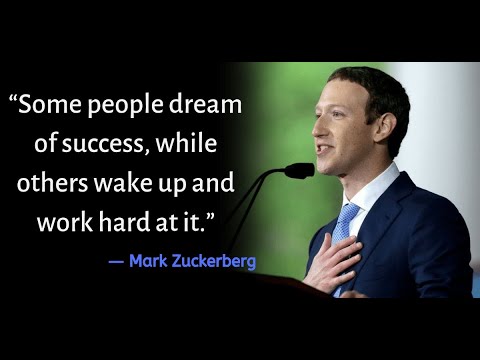 “Some people dream
of success, while
others wake up and
work hard at it.”
— Mark Zuckerberg